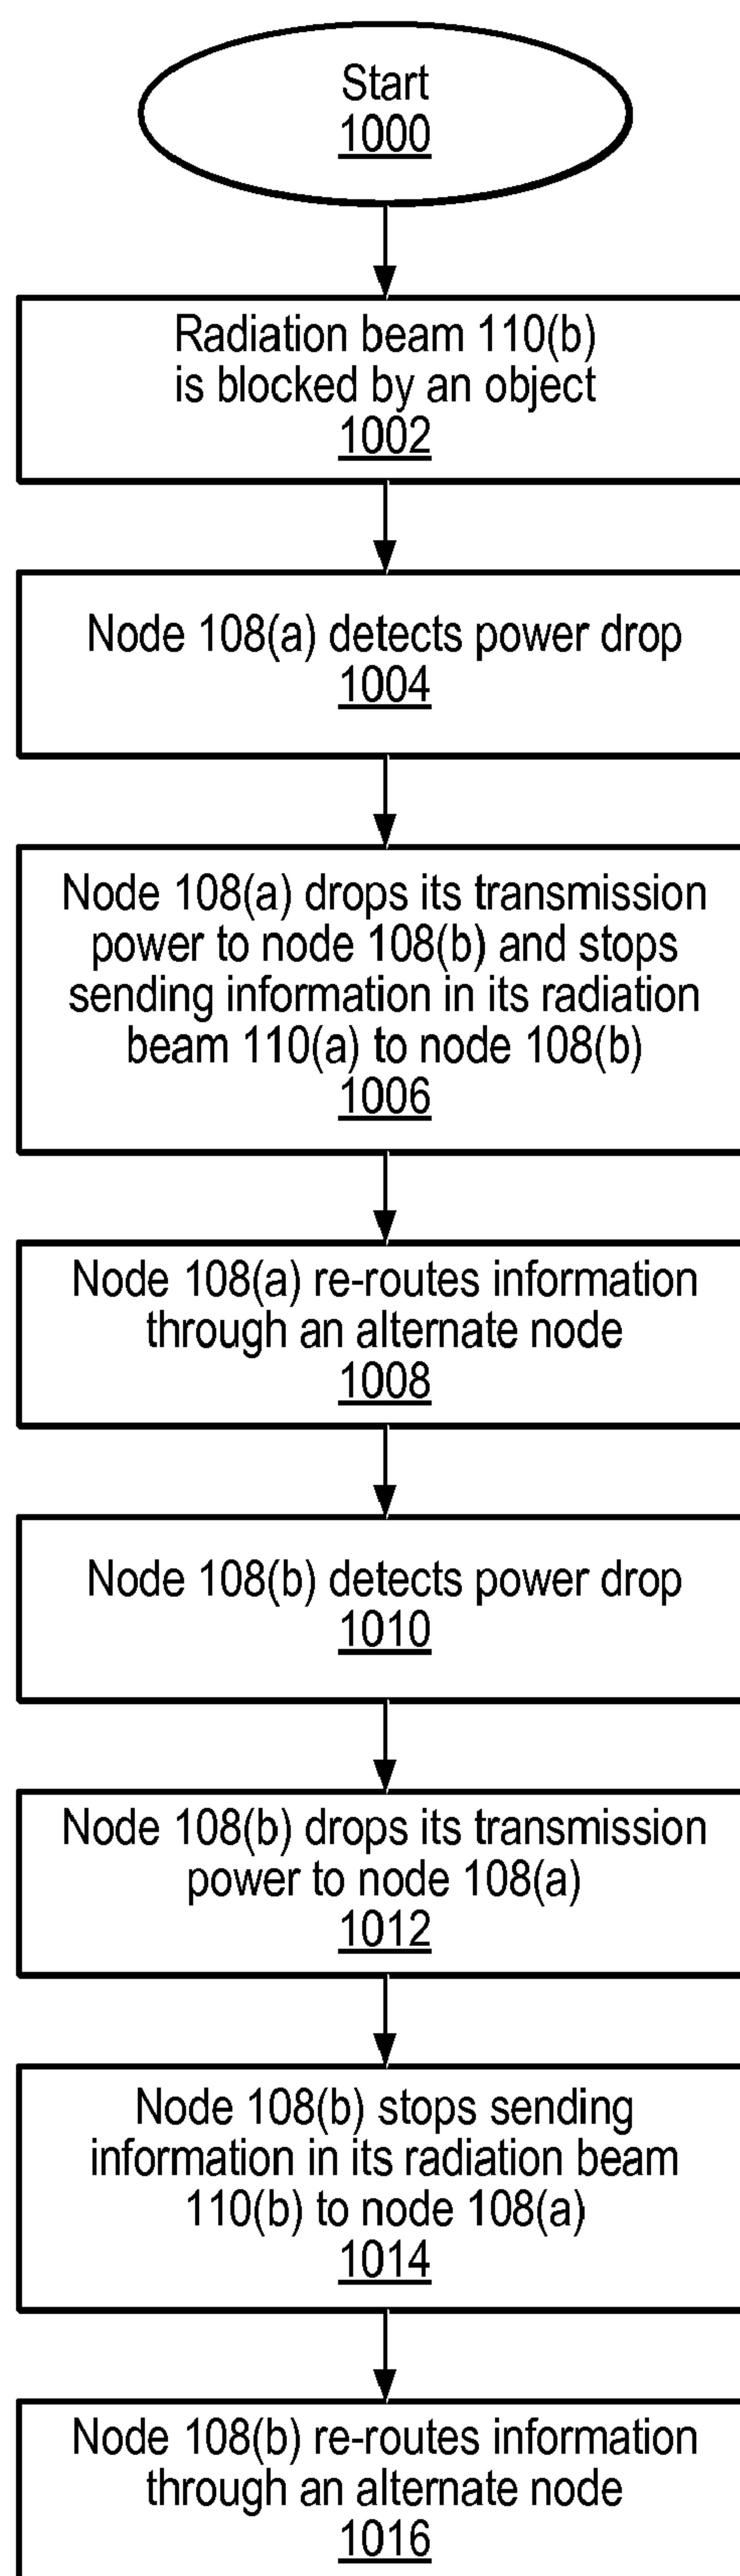 Start
1000
Radiation beam 110(b)
is blocked by an object
1002
Node 108(a) detects power drop
1004
Node 108(a) drops its transmission
power to node 108(b) and stops
sending information in its radiation
beam 110(a) to node 108(b)
1006
Node 108(a) re-routes information
through an alternate node
1008
Node 108(b) detects power drop
1010
Node 108(b) drops its transmission
power to node 108(a)
1012
Node 108(b) stops sending
information in its radiation beam
110(b) to node 108(a)
1014
Node 108(b) re-routes information
through an alternate node
1016